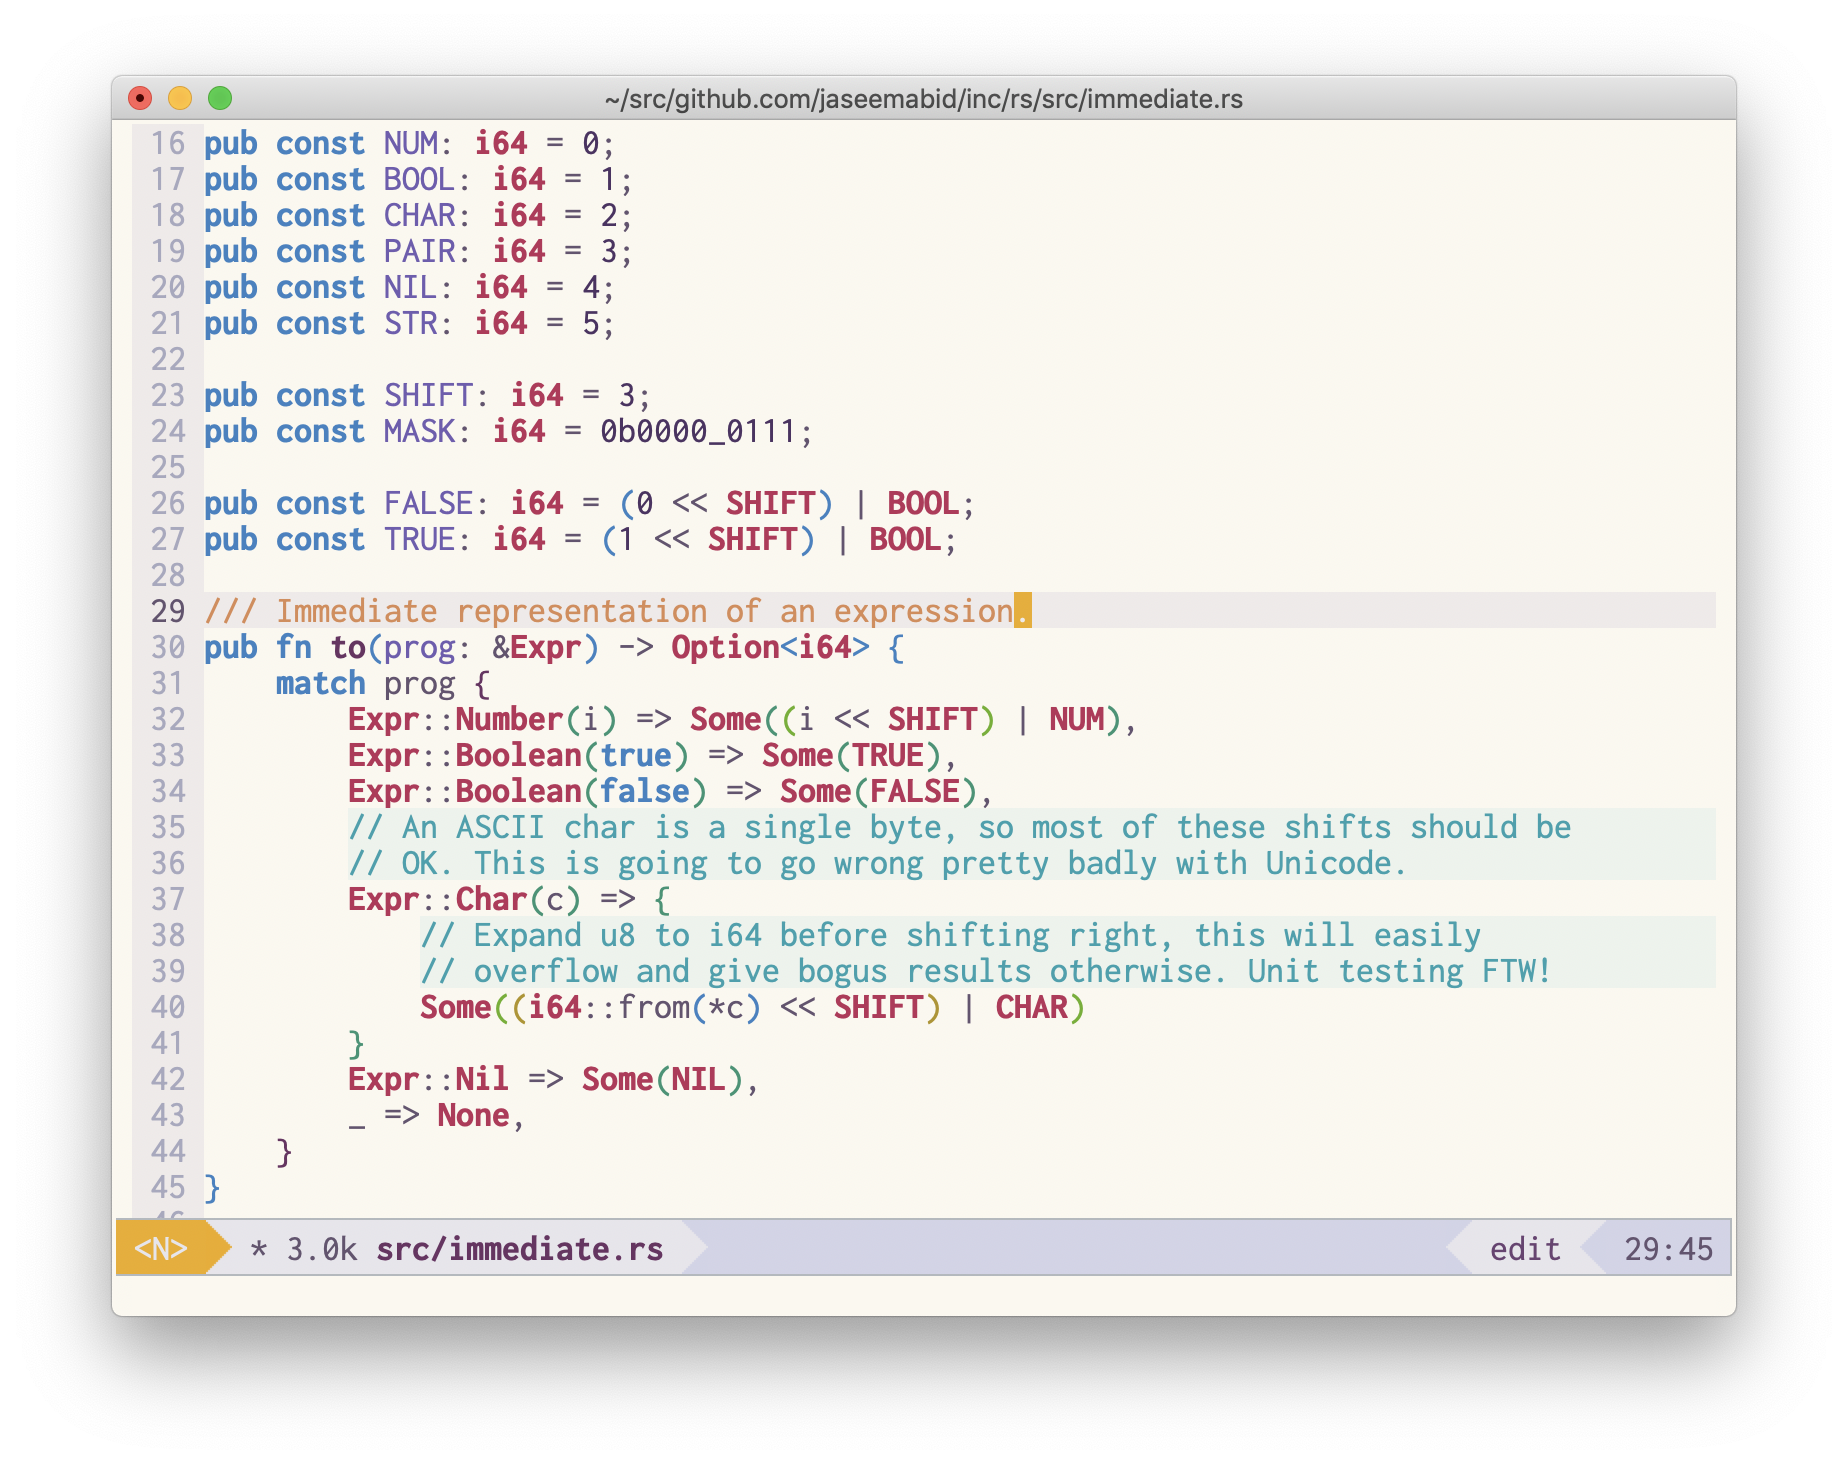 ~/src/github.com/jaseemabid/inc/rs/src/immediate.rs
16 pub const NUM: i64 = 0;
17 pub const BOOL: i64 = 1;
18 pub const CHAR: i64 = 2;
19 pub const PAIR: i64 = 3;
20 pub const NIL: i64 = 4;
21 pub const STR: i64 = 5;
22
23 pub const SHIFT: i64 = 3;
24 pub const MASK: i64 = 0b0000_0111;
25
26 pub const FALSE: i64 = (0 << SHIFT) | BOOL;
27 pub const TRUE: i64 = (1 << SHIFT) | BOOL;
28
29 /// Immediate representation of an expression.
30 pub fn to(prog: &Expr) -> Option<i64> {
31     match prog {
32         Expr::Number(i) => Some((i << SHIFT) | NUM),
33         Expr::Boolean(true) => Some(TRUE),
34         Expr::Boolean(false) => Some(FALSE),
35         // An ASCII char is a single byte, so most of these shifts should be
36         // OK. This is going to go wrong pretty badly with Unicode.
37         Expr::Char(c) => {
38             // Expand u8 to i64 before shifting right, this will easily
39             // overflow and give bogus results otherwise. Unit testing FTW!
40             Some((i64::from(*c) << SHIFT) | CHAR)
41         }
42         Expr::Nil => Some(NIL),
43         _ => None,
44     }
45 }
<N> * 3.0k src/immediate.rs edit 29:45